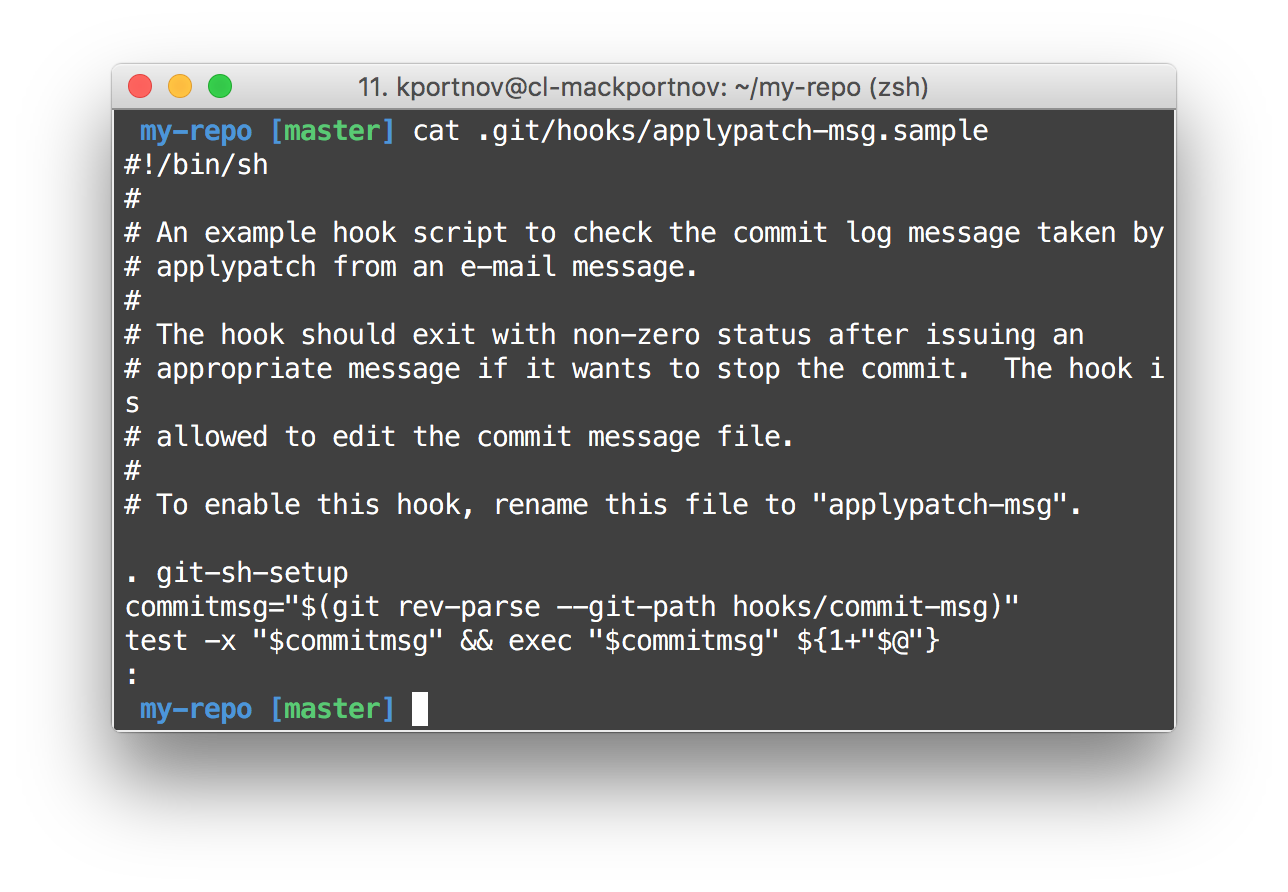 11. kportnov@cl-mackportnov: ~/my-repo (zsh)
my-repo [master] cat .git/hooks/applypatch-msg.sample
#!/bin/sh
#
# An example hook script to check the commit log message taken by
# applypatch from an e-mail message.
#
# The hook should exit with non-zero status after issuing an
# appropriate message if it wants to stop the commit.  The hook i
s
# allowed to edit the commit message file.
#
# To enable this hook, rename this file to "applypatch-msg".

. git-sh-setup
commitmsg="$(git rev-parse --git-path hooks/commit-msg)"
test -x "$commitmsg" && exec "$commitmsg" ${1+"$@"}
:
my-repo [master]